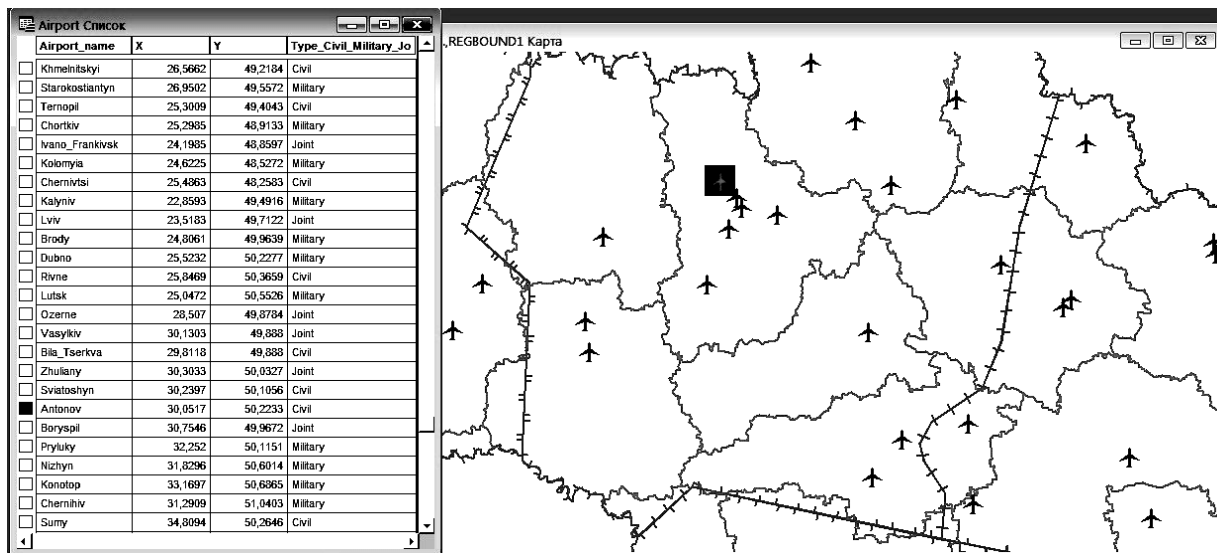 Airport Список
Airport_name X Y Type_Civil_Military_Jo
Khmelnitskyi 26,5662 49,2184 Civil
Starokostiantyn 26,9502 49,5572 Military
Ternopil 25,3009 49,4043 Civil
Chortkiv 25,2985 48,9133 Military
Ivano_Frankivsk 24,1985 48,8597 Joint
Kolomyia 24,6225 48,5272 Military
Chernivtsi 25,4863 48,2583 Civil
Kalyniv 22,8593 49,4916 Military
Lviv 23,5183 49,7122 Joint
Brody 24,8061 49,9639 Military
Dubno 25,5232 50,2277 Military
Rivne 25,8469 50,3659 Civil
Lutsk 25,0472 50,5526 Military
Ozerne 28,507 49,8784 Joint
Vasylkiv 30,1303 49,888 Joint
Bila_Tserkva 29,8118 49,888 Civil
Zhuliany 30,3033 50,0327 Joint
Sviatoshyn 30,2397 50,1056 Civil
Antonov 30,0517 50,2233 Civil
Boryspil 30,7546 49,9672 Joint
Pryluky 32,252 50,1151 Military
Nizhyn 31,8296 50,6014 Military
Konotop 33,1697 50,6865 Military
Chernihiv 31,2909 51,0403 Military
Sumy 34,8094 50,2646 Civil
.,REGBOUND1 Карта